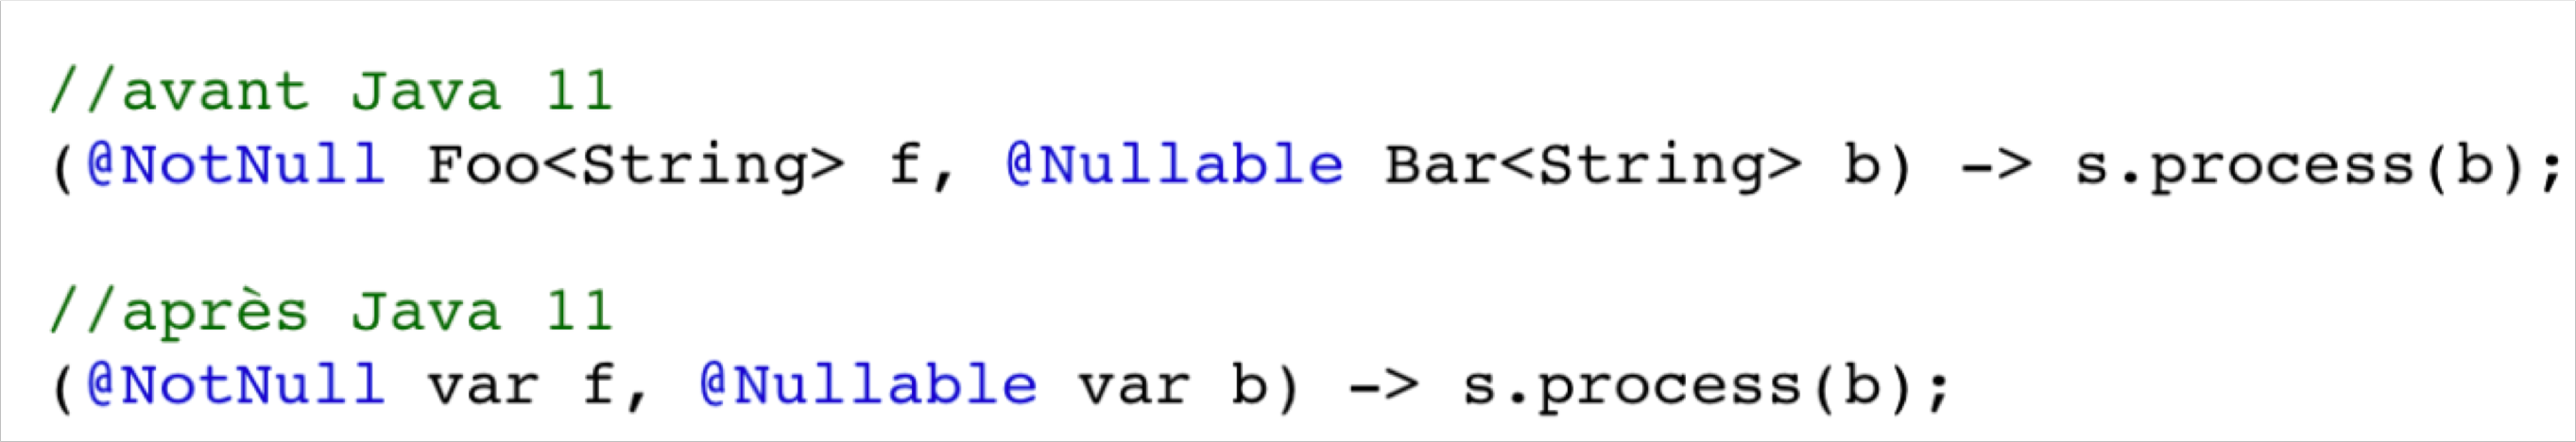 //avant Java 11
(@NotNull Foo<String> f, @Nullable Bar<String> b) -> s.process(b);
//après Java 11
(@NotNull var f, @Nullable var b) -> s.process(b);